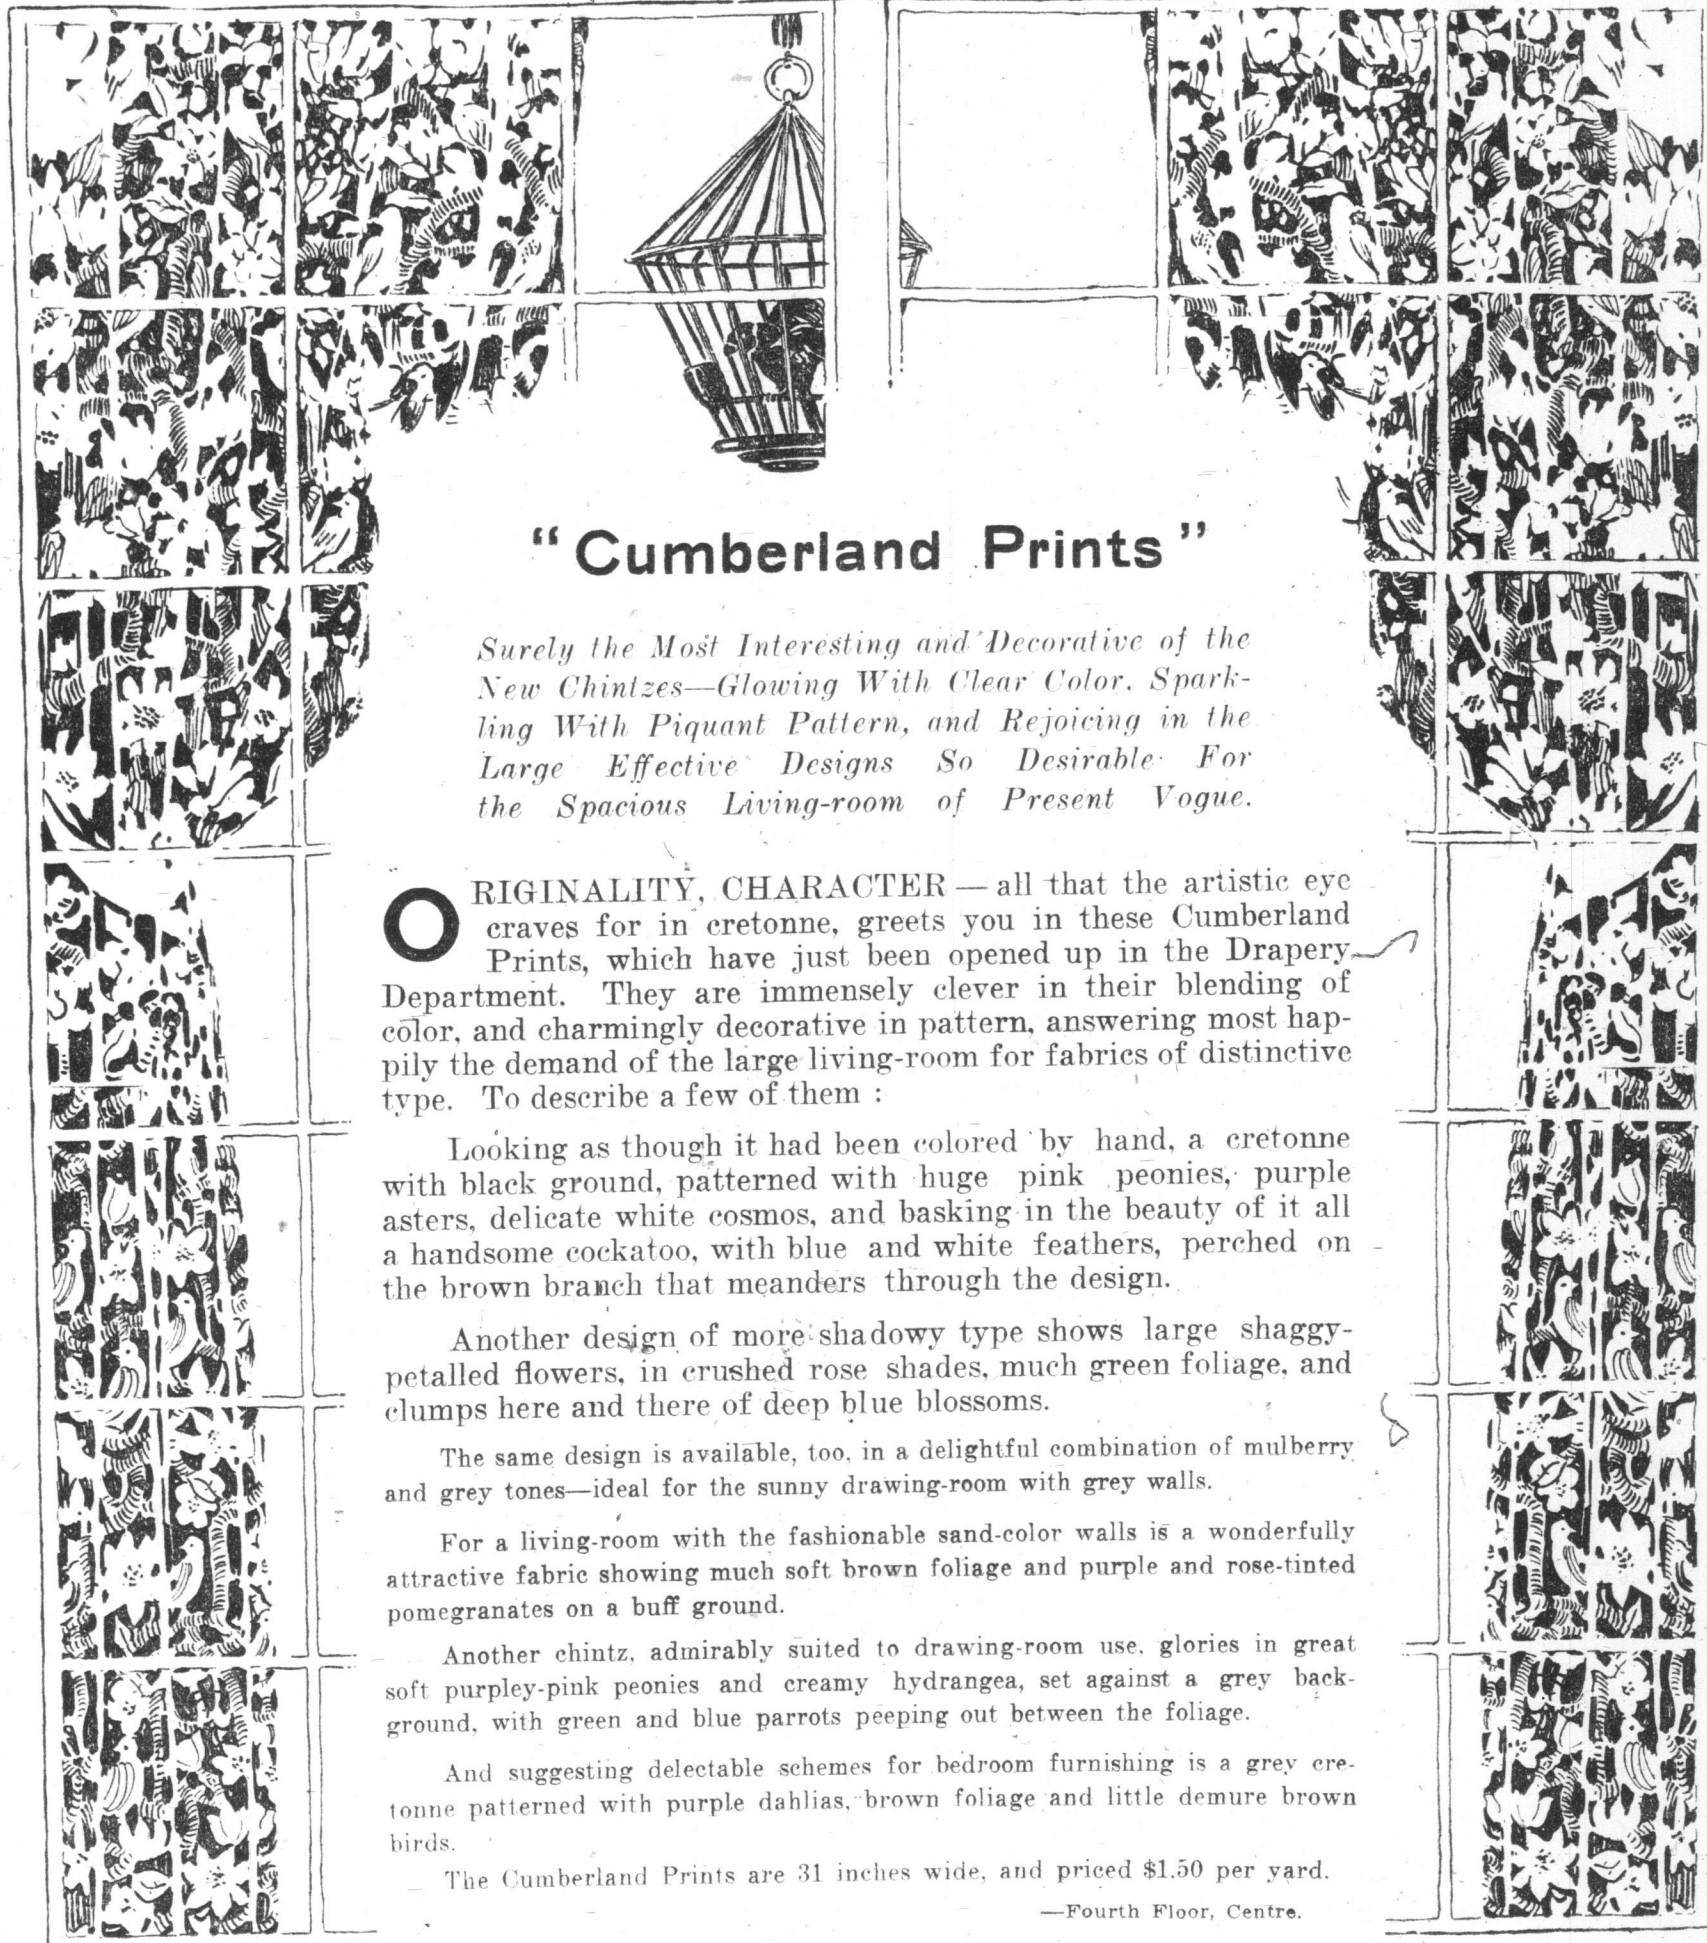 “Cumberland Prints”
Surely the Most Interesting and Decorative of the
New Chintzes—Glowing With Clear Color. Spark-
ling With Piquant Pattern, and Rejoicing in the
Large Effective Designs So Desirable For
the Spacious Living-room of Present Vogue.
ORIGINALITY, CHARACTER — all that the artistic eye
craves for in cretonne, greets you in these Cumberland
Prints, which have just been opened up in the Drapery
Department. They are immensely clever in their blending of
color, and charmingly decorative in pattern, answering most hap-
pily the demand of the large living-room for fabrics of distinctive
type. To describe a few of them :
Looking as though it had been colored by hand, a cretonne
with black ground, patterned with huge pink peonies, purple
asters, delicate white cosmos, and basking in the beauty of it all
a handsome cockatoo, with blue and white feathers, perched on
the brown branch that meanders through the design.
Another design of more shadowy type shows large shaggy-
petalled flowers, in crushed rose shades, much green foliage, and
clumps here and there of deep blue blossoms.
The same design is available, too, in a delightful combination of mulberry
and grey tones—ideal for the sunny drawing-room with grey walls.
For a living-room with the fashionable sand-color walls is a wonderfully
attractive fabric showing much soft brown foliage and purple and rose-tinted
pomegranates on a buff ground.
Another chintz, admirably suited to drawing-room use, glories in great
soft purpley-pink peonies and creamy hydrangea, set against a grey back-
ground, with green and blue parrots peeping out between the foliage.
And suggesting delectable schemes for bedroom furnishing is a grey cre-
tonne patterned with purple dahlias, brown foliage and little demure brown
birds.
The Cumberland Prints are 31 inches wide, and priced $1.50 per yard.
—Fourth Floor, Centre.